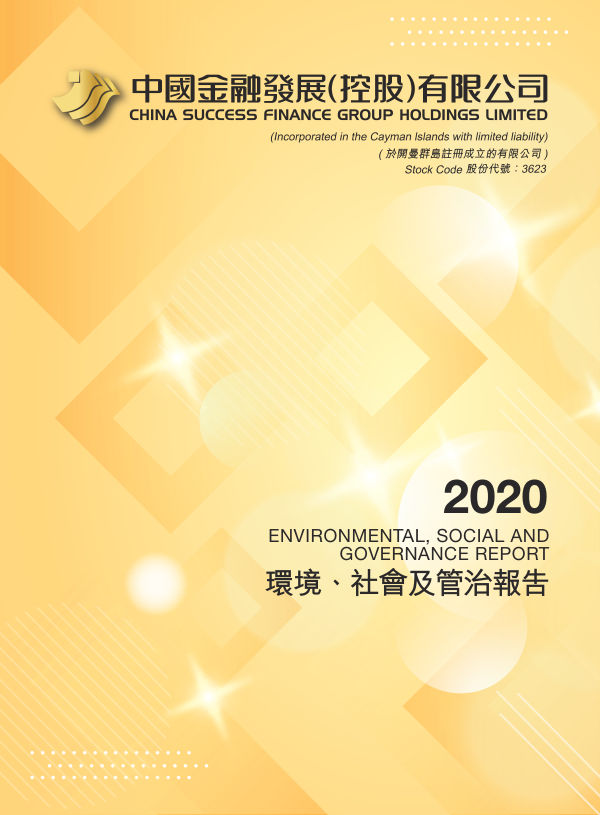 中國金融發展(控股)有限公司
CHINA SUCCESS FINANCE GROUP HOLDINGS LIMITED
(Incorporated in the Cayman Islands with limited liability)
(於開曼群島註冊成立的有限公司)
Stock Code 股份代號：3623
2020
ENVIRONMENTAL, SOCIAL AND
GOVERNANCE REPORT
環境、社會及管治報告